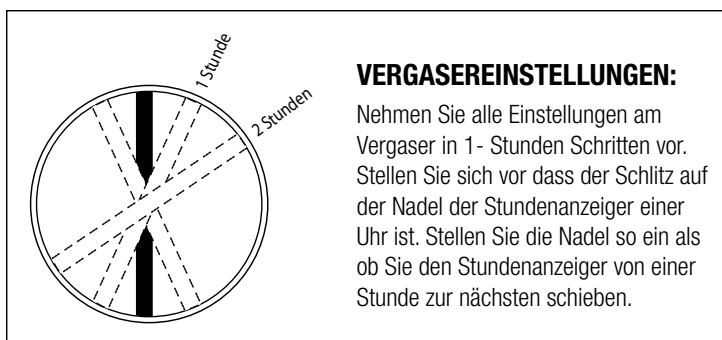 1 Stunde
2 Stunden
VERGASEREINSTELLUNGEN:
Nehmen Sie alle Einstellungen am
Vergaser in 1- Stunden Schritten vor.
Stellen Sie sich vor dass der Schlitz auf
der Nadel der Stundenanzeiger einer
Uhr ist. Stellen Sie die Nadel so ein als
ob Sie den Stundenanzeiger von einer
Stunde zur nächsten schieben.